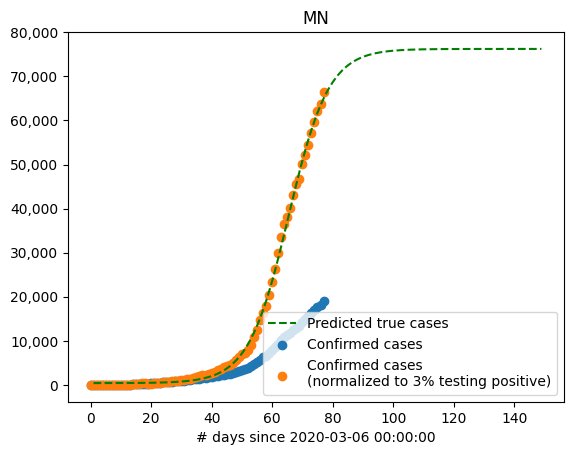 MN
80,000
70,000
60,000
50,000
40,000
30,000
20,000
10,000
0
Predicted true cases
Confirmed cases
Confirmed cases
(normalized to 3% testing positive)
0 20 40 60 80 100 120 140
# days since 2020-03-06 00:00:00